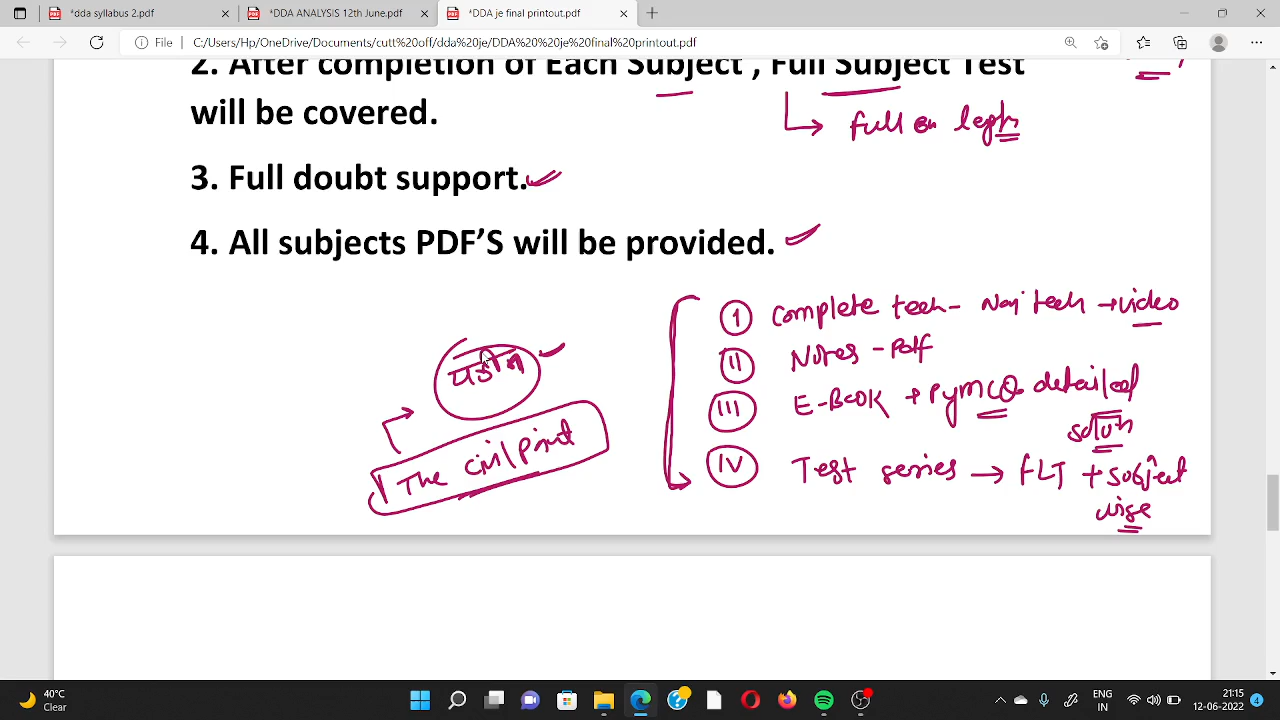 *dda syllabus 2.pdf
*DDA ANALYSIS 12th June.pdf
*DDA je final printout.pdf
File
C:/Users/Hp/OneDrive/Documents/cutt%20off/dda%20je/DDA%20%20je%20final%20printout.pdf
2. After completion of Each Subject , Full Subject Test
will be covered.
full on
3. Full doubt support.
4. All subjects PDF'S will be provided.
I Complete tech - Non tech → video
II Notes - Pdf
III E-BOOK + PyMCQ detailed
IV Test series → FLT + Subject
wise
The Civil Point
40°C
Clear
ENG
IN
21:15
12-06-2022
4